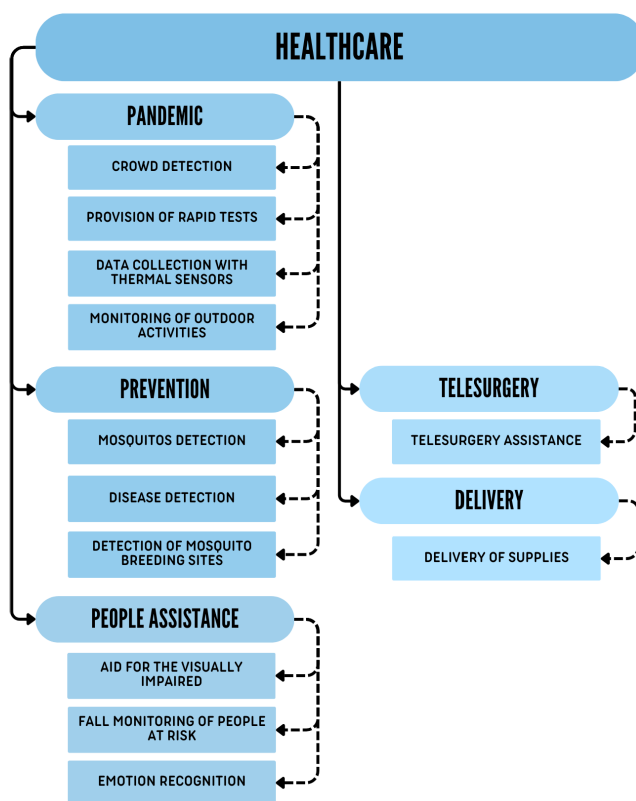 HEALTHCARE
PANDEMIC
CROWD DETECTION
PROVISION OF RAPID TESTS
DATA COLLECTION WITH
THERMAL SENSORS
MONITORING OF OUTDOOR
ACTIVITIES
PREVENTION
MOSQUITOS DETECTION
DISEASE DETECTION
DETECTION OF MOSQUITO
BREEDING SITES
PEOPLE ASSISTANCE
AID FOR THE VISUALLY
IMPAIRED
FALL MONITORING OF PEOPLE
AT RISK
EMOTION RECOGNITION
TELESURGERY
TELESURGERY ASSISTANCE
DELIVERY
DELIVERY OF SUPPLIES